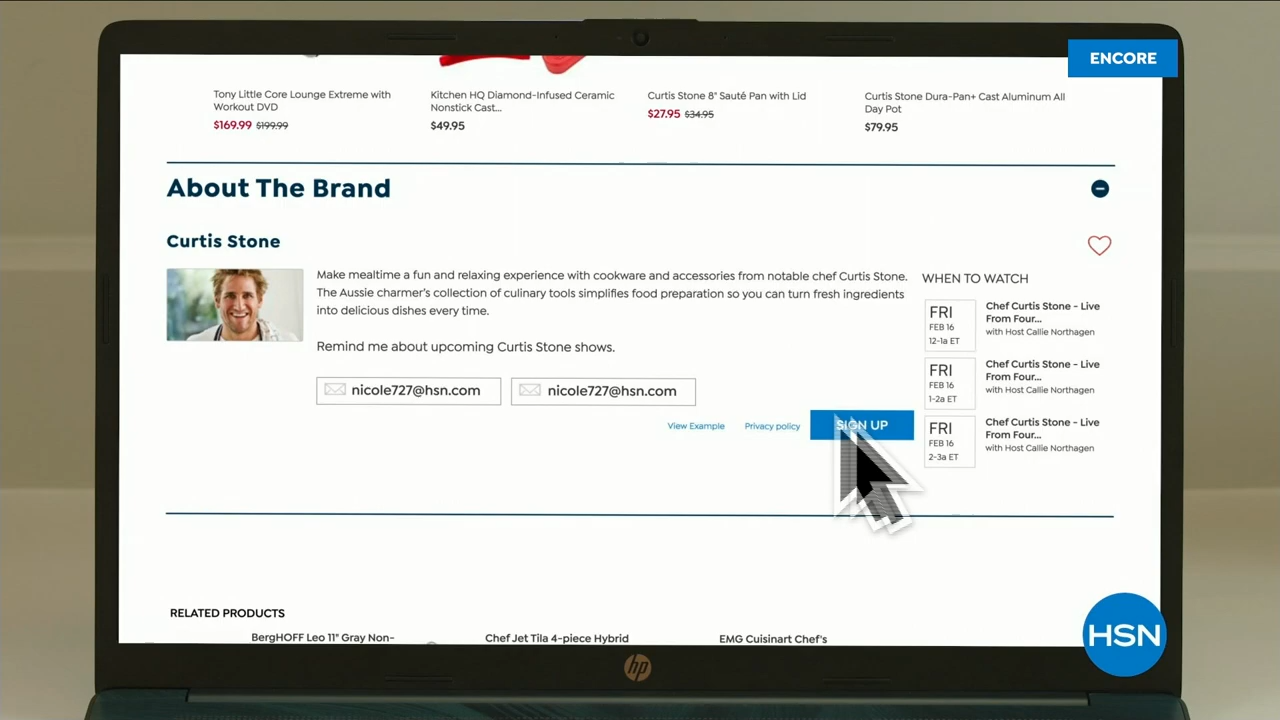 ENCORE
Tony Little Core Lounge Extreme with
Workout DVD
$169.99 $199.99
Kitchen HQ Diamond-Infused Ceramic
Nonstick Cast...
$49.95
Curtis Stone 8" Sauté Pan with Lid
$27.95 $34.95
Curtis Stone Dura-Pan+ Cast Aluminum All
Day Pot
$79.95
About The Brand
Curtis Stone
Make mealtime a fun and relaxing experience with cookware and accessories from notable chef Curtis Stone.
The Aussie charmer's collection of culinary tools simplifies food preparation so you can turn fresh ingredients
into delicious dishes every time.
Remind me about upcoming Curtis Stone shows.
nicole727@hsn.com
nicole727@hsn.com
View Example
Privacy policy
SIGN UP
WHEN TO WATCH
FRI
FEB 16
12-1a ET
Chef Curtis Stone - Live
From Four...
with Host Callie Northagen
FRI
FEB 16
1-2a ET
Chef Curtis Stone - Live
From Four...
with Host Callie Northagen
FRI
FEB 16
2-3a ET
Chef Curtis Stone - Live
From Four...
with Host Callie Northagen
RELATED PRODUCTS
BergHOFF Leo 11" Gray Non-
Chef Jet Tila 4-piece Hybrid
EMG Cuisinart Chef's
HSN
hp